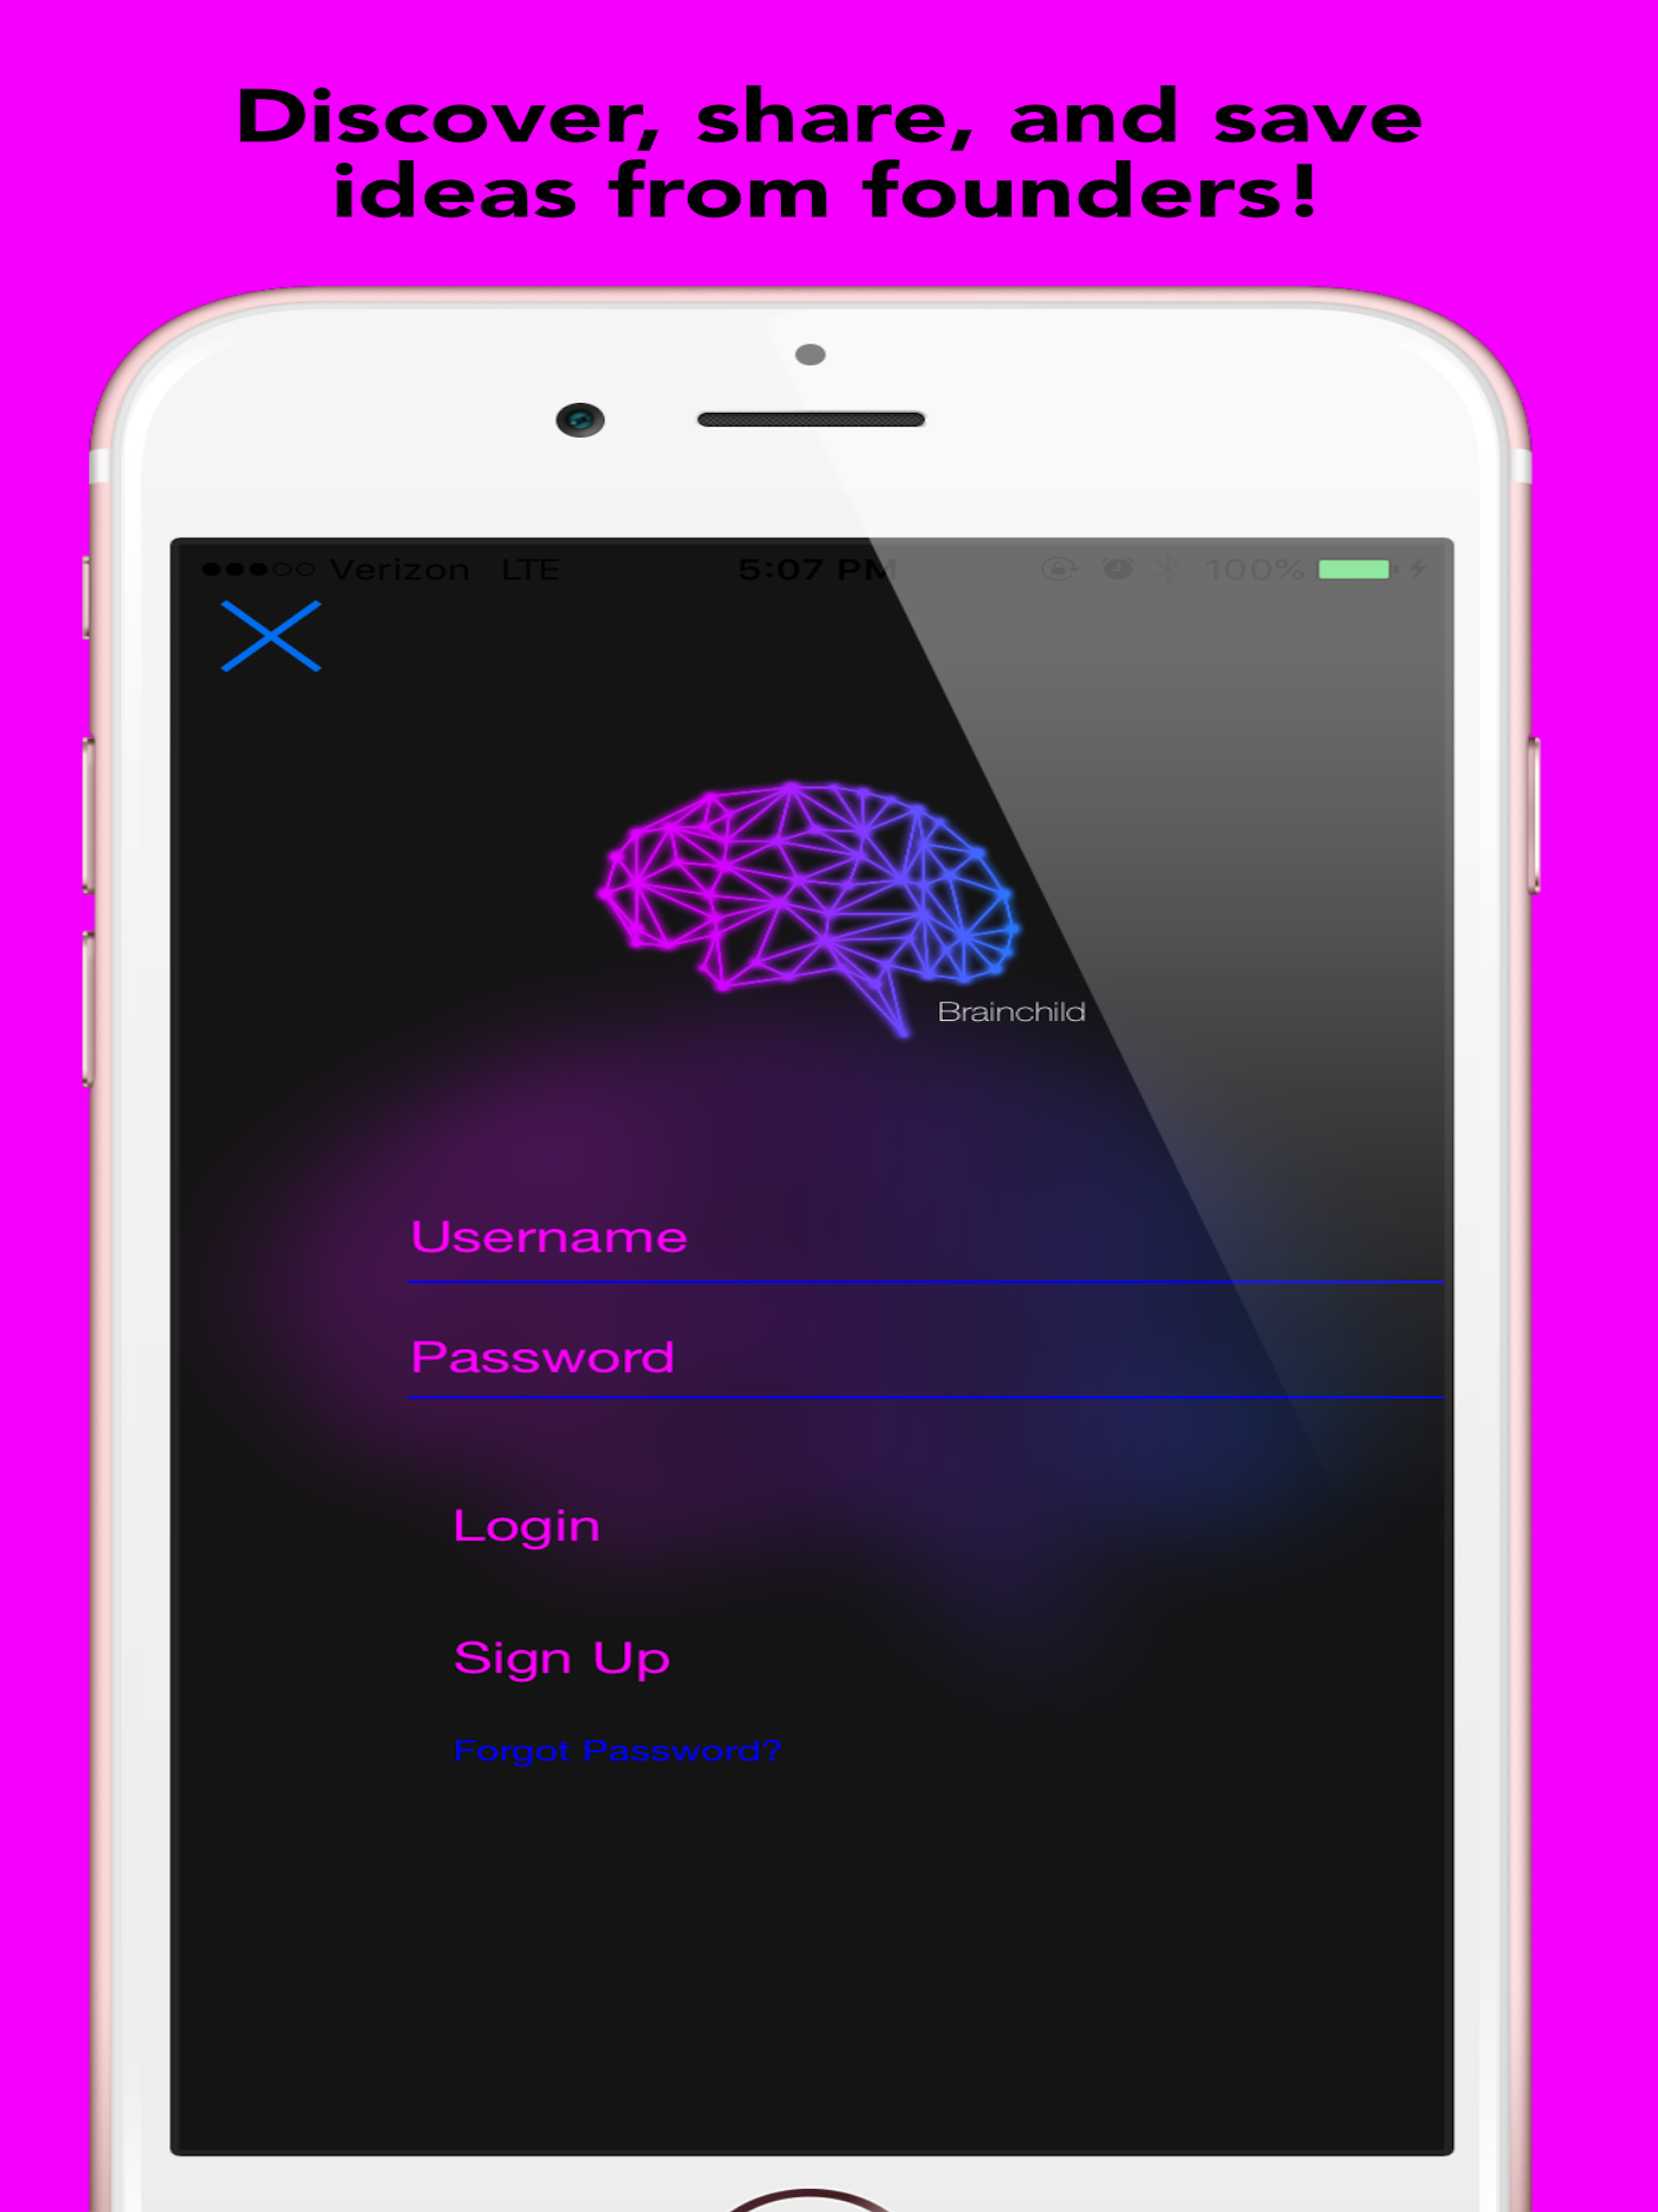 Discover, share, and save
ideas from founders!
Verizon LTE 5:07 PM 100%
Brainchild
Username
Password
Login
Sign Up
Forgot Password?